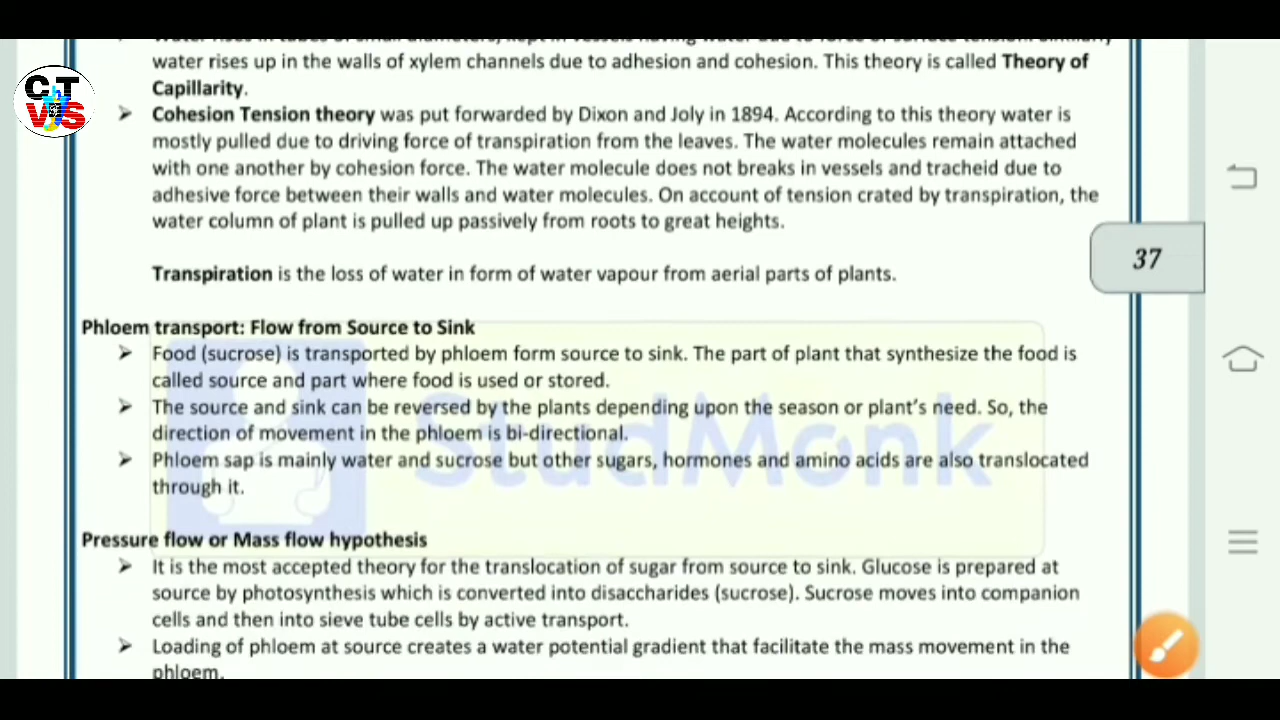 water rises up in the walls of xylem channels due to adhesion and cohesion. This theory is called Theory of
Capillarity.
➤ Cohesion Tension theory was put forwarded by Dixon and Joly in 1894. According to this theory water is
mostly pulled due to driving force of transpiration from the leaves. The water molecules remain attached
with one another by cohesion force. The water molecule does not breaks in vessels and tracheid due to
adhesive force between their walls and water molecules. On account of tension crated by transpiration, the
water column of plant is pulled up passively from roots to great heights.
Transpiration is the loss of water in form of water vapour from aerial parts of plants.
Phloem transport: Flow from Source to Sink
➤ Food (sucrose) is transported by phloem form source to sink. The part of plant that synthesize the food is
called source and part where food is used or stored.
➤ The source and sink can be reversed by the plants depending upon the season or plant's need. So, the
direction of movement in the phloem is bi-directional.
➤ Phloem sap is mainly water and sucrose but other sugars, hormones and amino acids are also translocated
through it.
Pressure flow or Mass flow hypothesis
➤ It is the most accepted theory for the translocation of sugar from source to sink. Glucose is prepared at
source by photosynthesis which is converted into disaccharides (sucrose). Sucrose moves into companion
cells and then into sieve tube cells by active transport.
➤ Loading of phloem at source creates a water potential gradient that facilitate the mass movement in the
phloem.
37
StudMonk
CT
VS